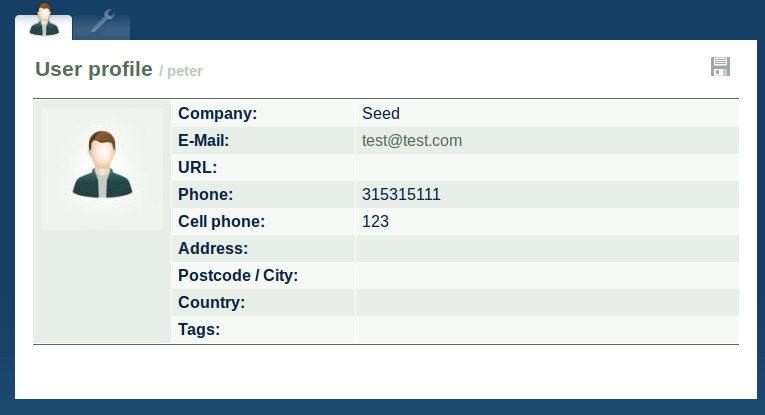 User profile / peter
Company: Seed
E-Mail: test@test.com
URL:
Phone: 315315111
Cell phone: 123
Address:
Postcode / City:
Country:
Tags: